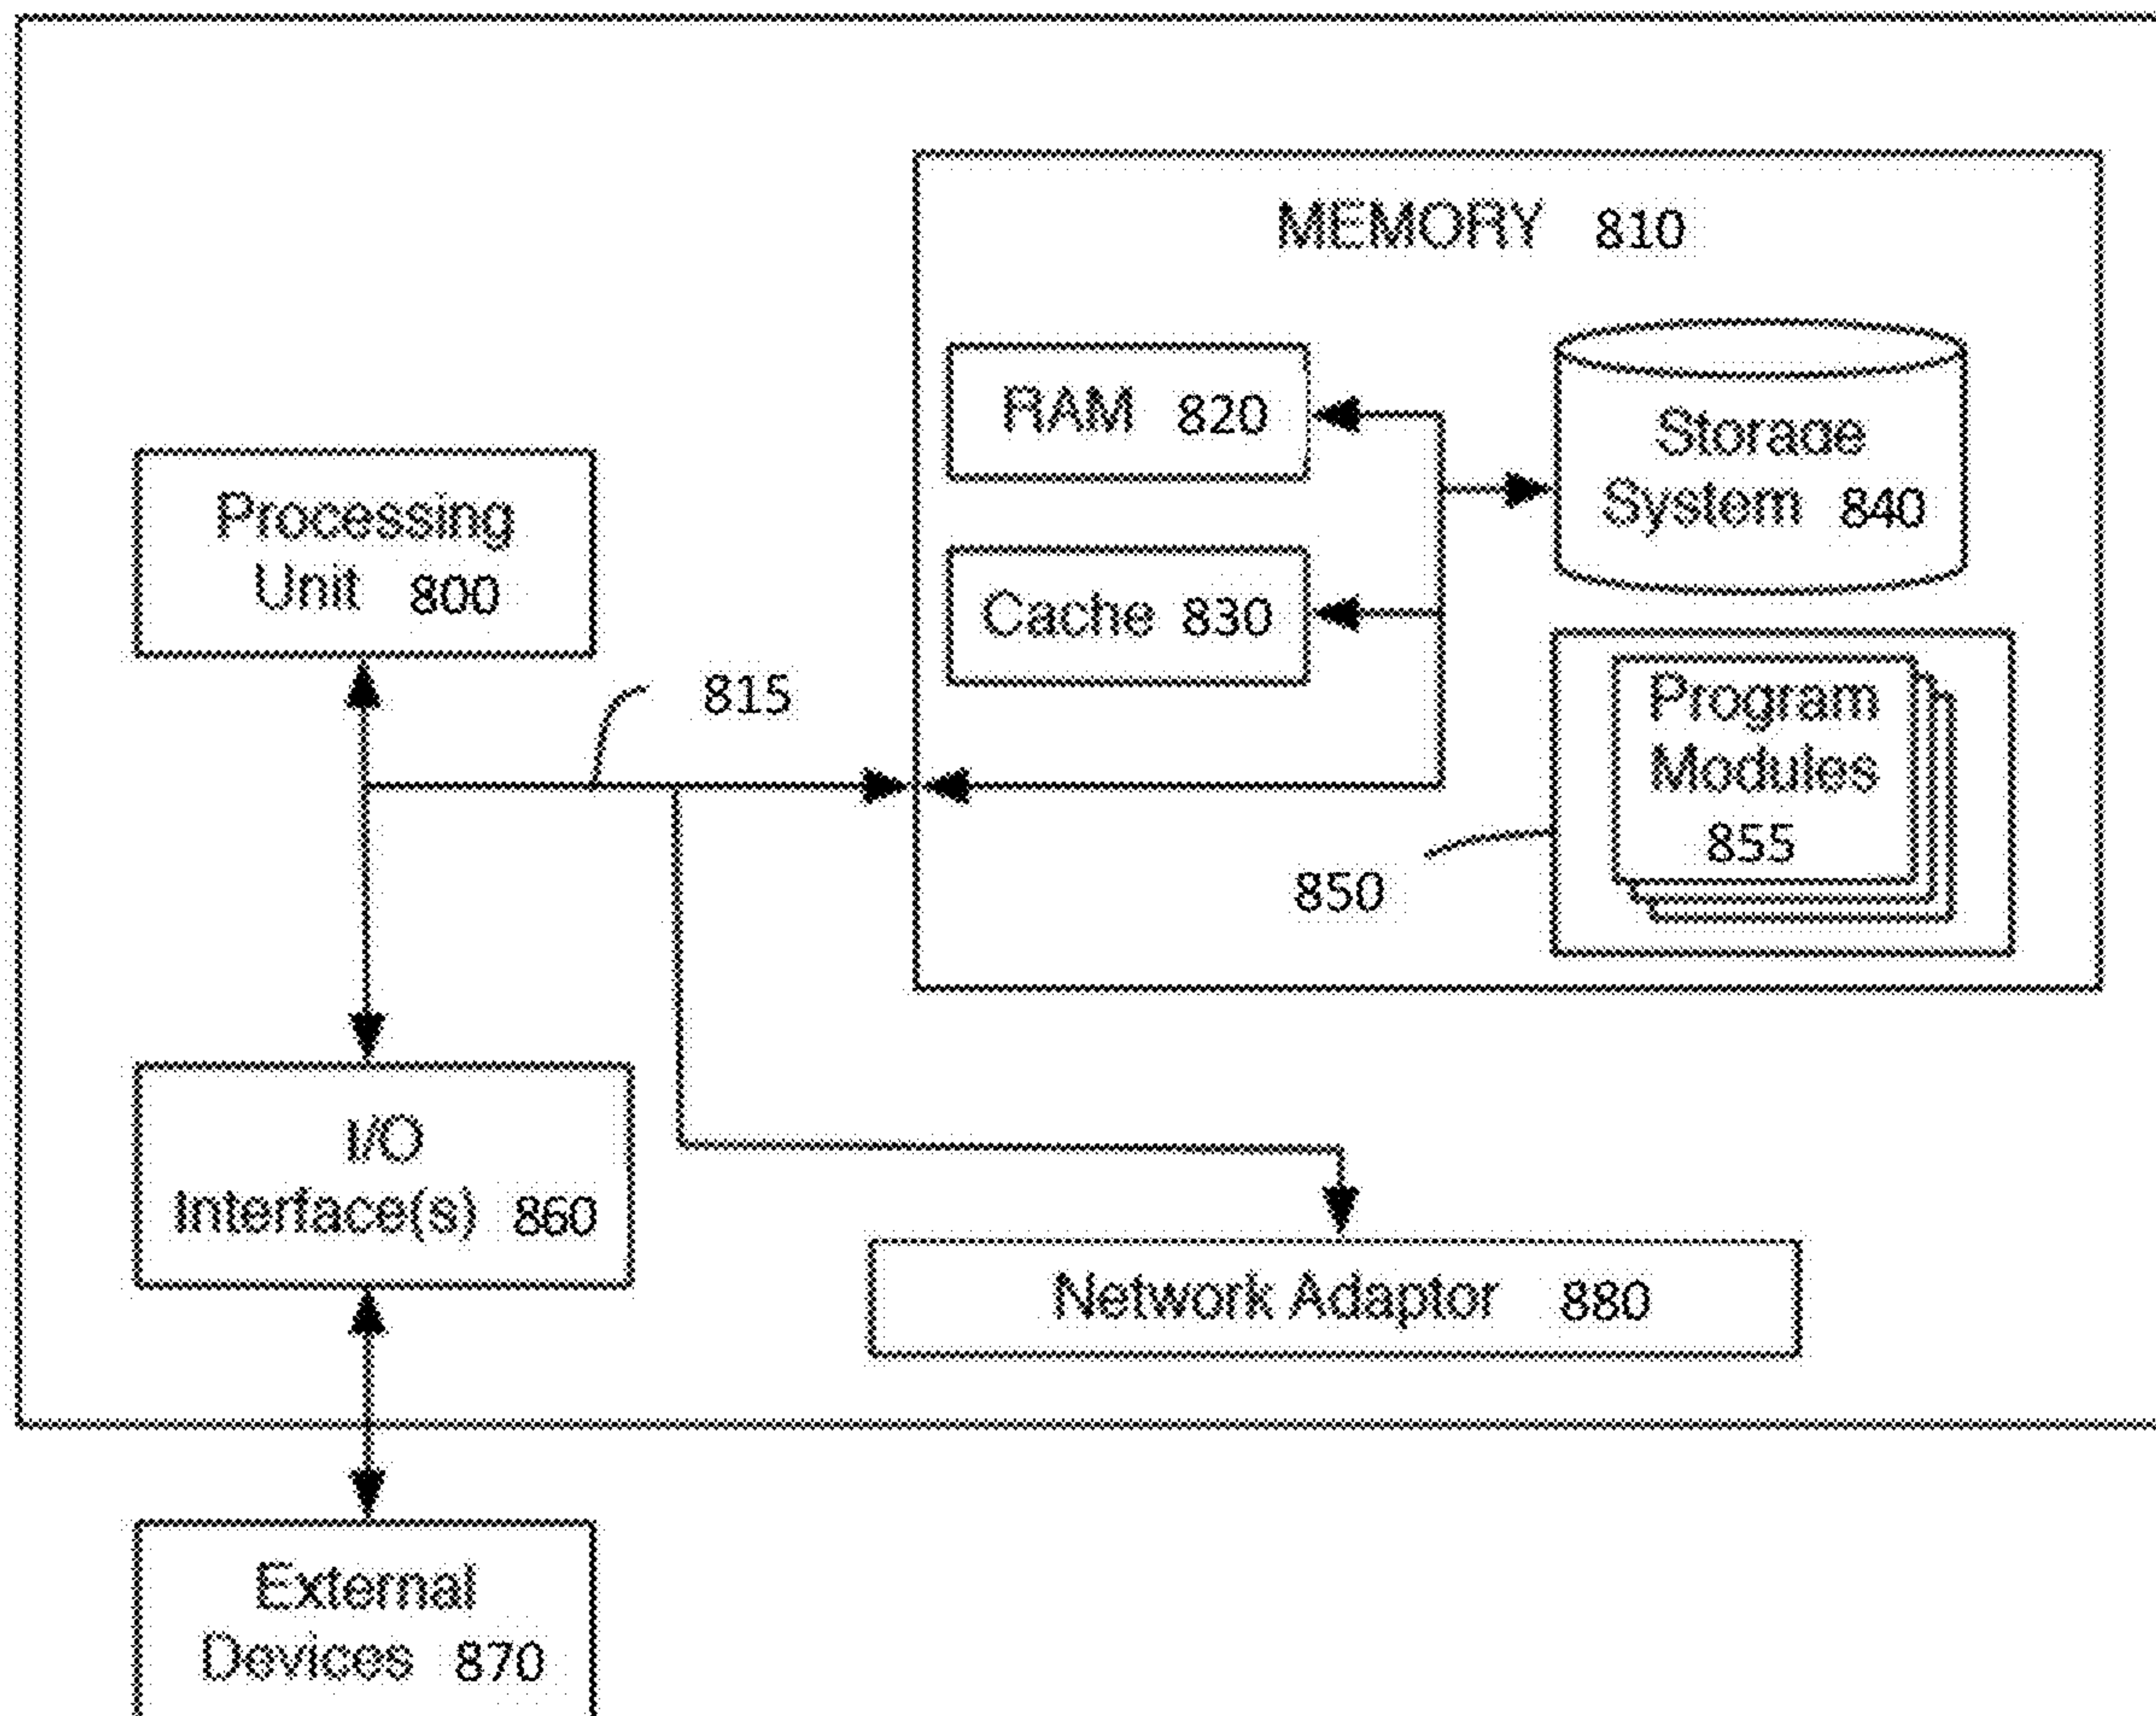 MEMORY 810
RAM 820
Storage
System 840
Processing
Unit 800
Cache 830
815
Program
Modules
855
850
I/O
Interface(s) 860
Network Adaptor 880
External
Devices 870